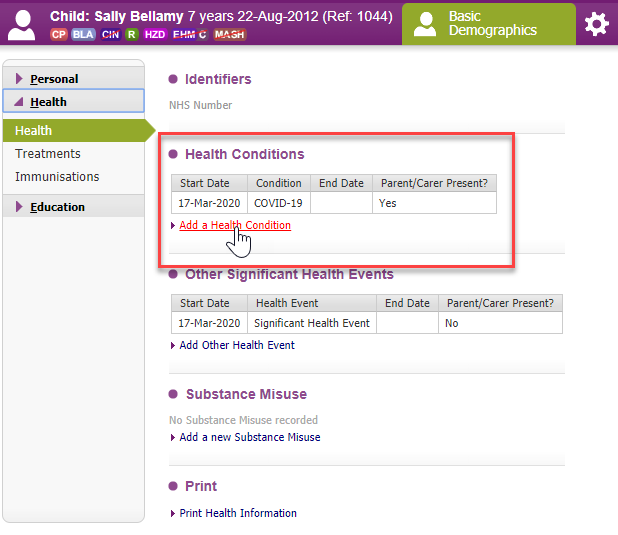 Child: Sally Bellamy 7 years 22-Aug-2012 (Ref: 1044)
CP BLA CIN R HZD EHM C MASH
Basic
Demographics
Personal
Health
Health
Treatments
Immunisations
Education
Identifiers
NHS Number
Health Conditions
Start Date Condition End Date Parent/Carer Present?
17-Mar-2020 COVID-19 Yes
Add a Health Condition
Other Significant Health Events
Start Date Health Event End Date Parent/Carer Present?
17-Mar-2020 Significant Health Event No
Add Other Health Event
Substance Misuse
No Substance Misuse recorded
Add a new Substance Misuse
Print
Print Health Information